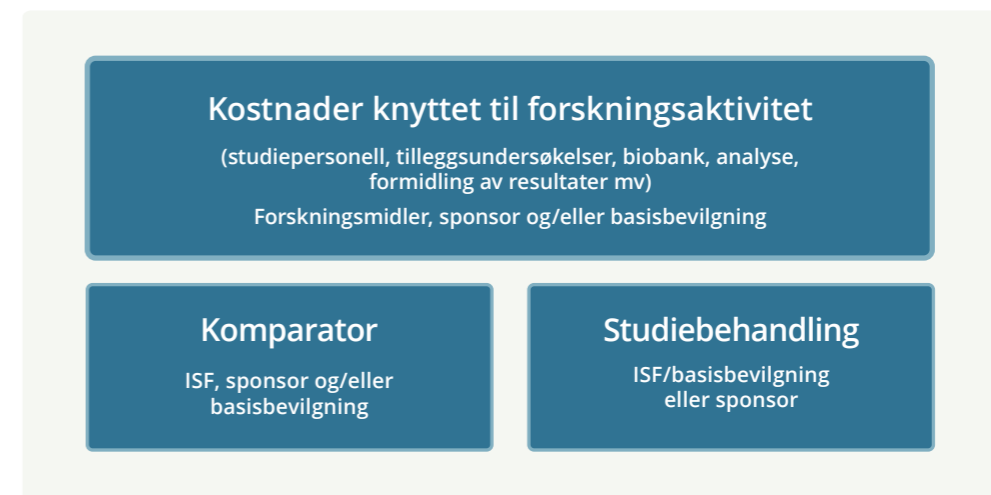 Kostnader knyttet til forskningsaktivitet
(studiepersonell, tilleggsundersøkelser, biobank, analyse,
formidling av resultater mv)
Forskningsmidler, sponsor og/eller basisbevilgning
Komparator
ISF, sponsor og/eller
basisbevilgning
Studiebehandling
ISF/basisbevilgning
eller sponsor